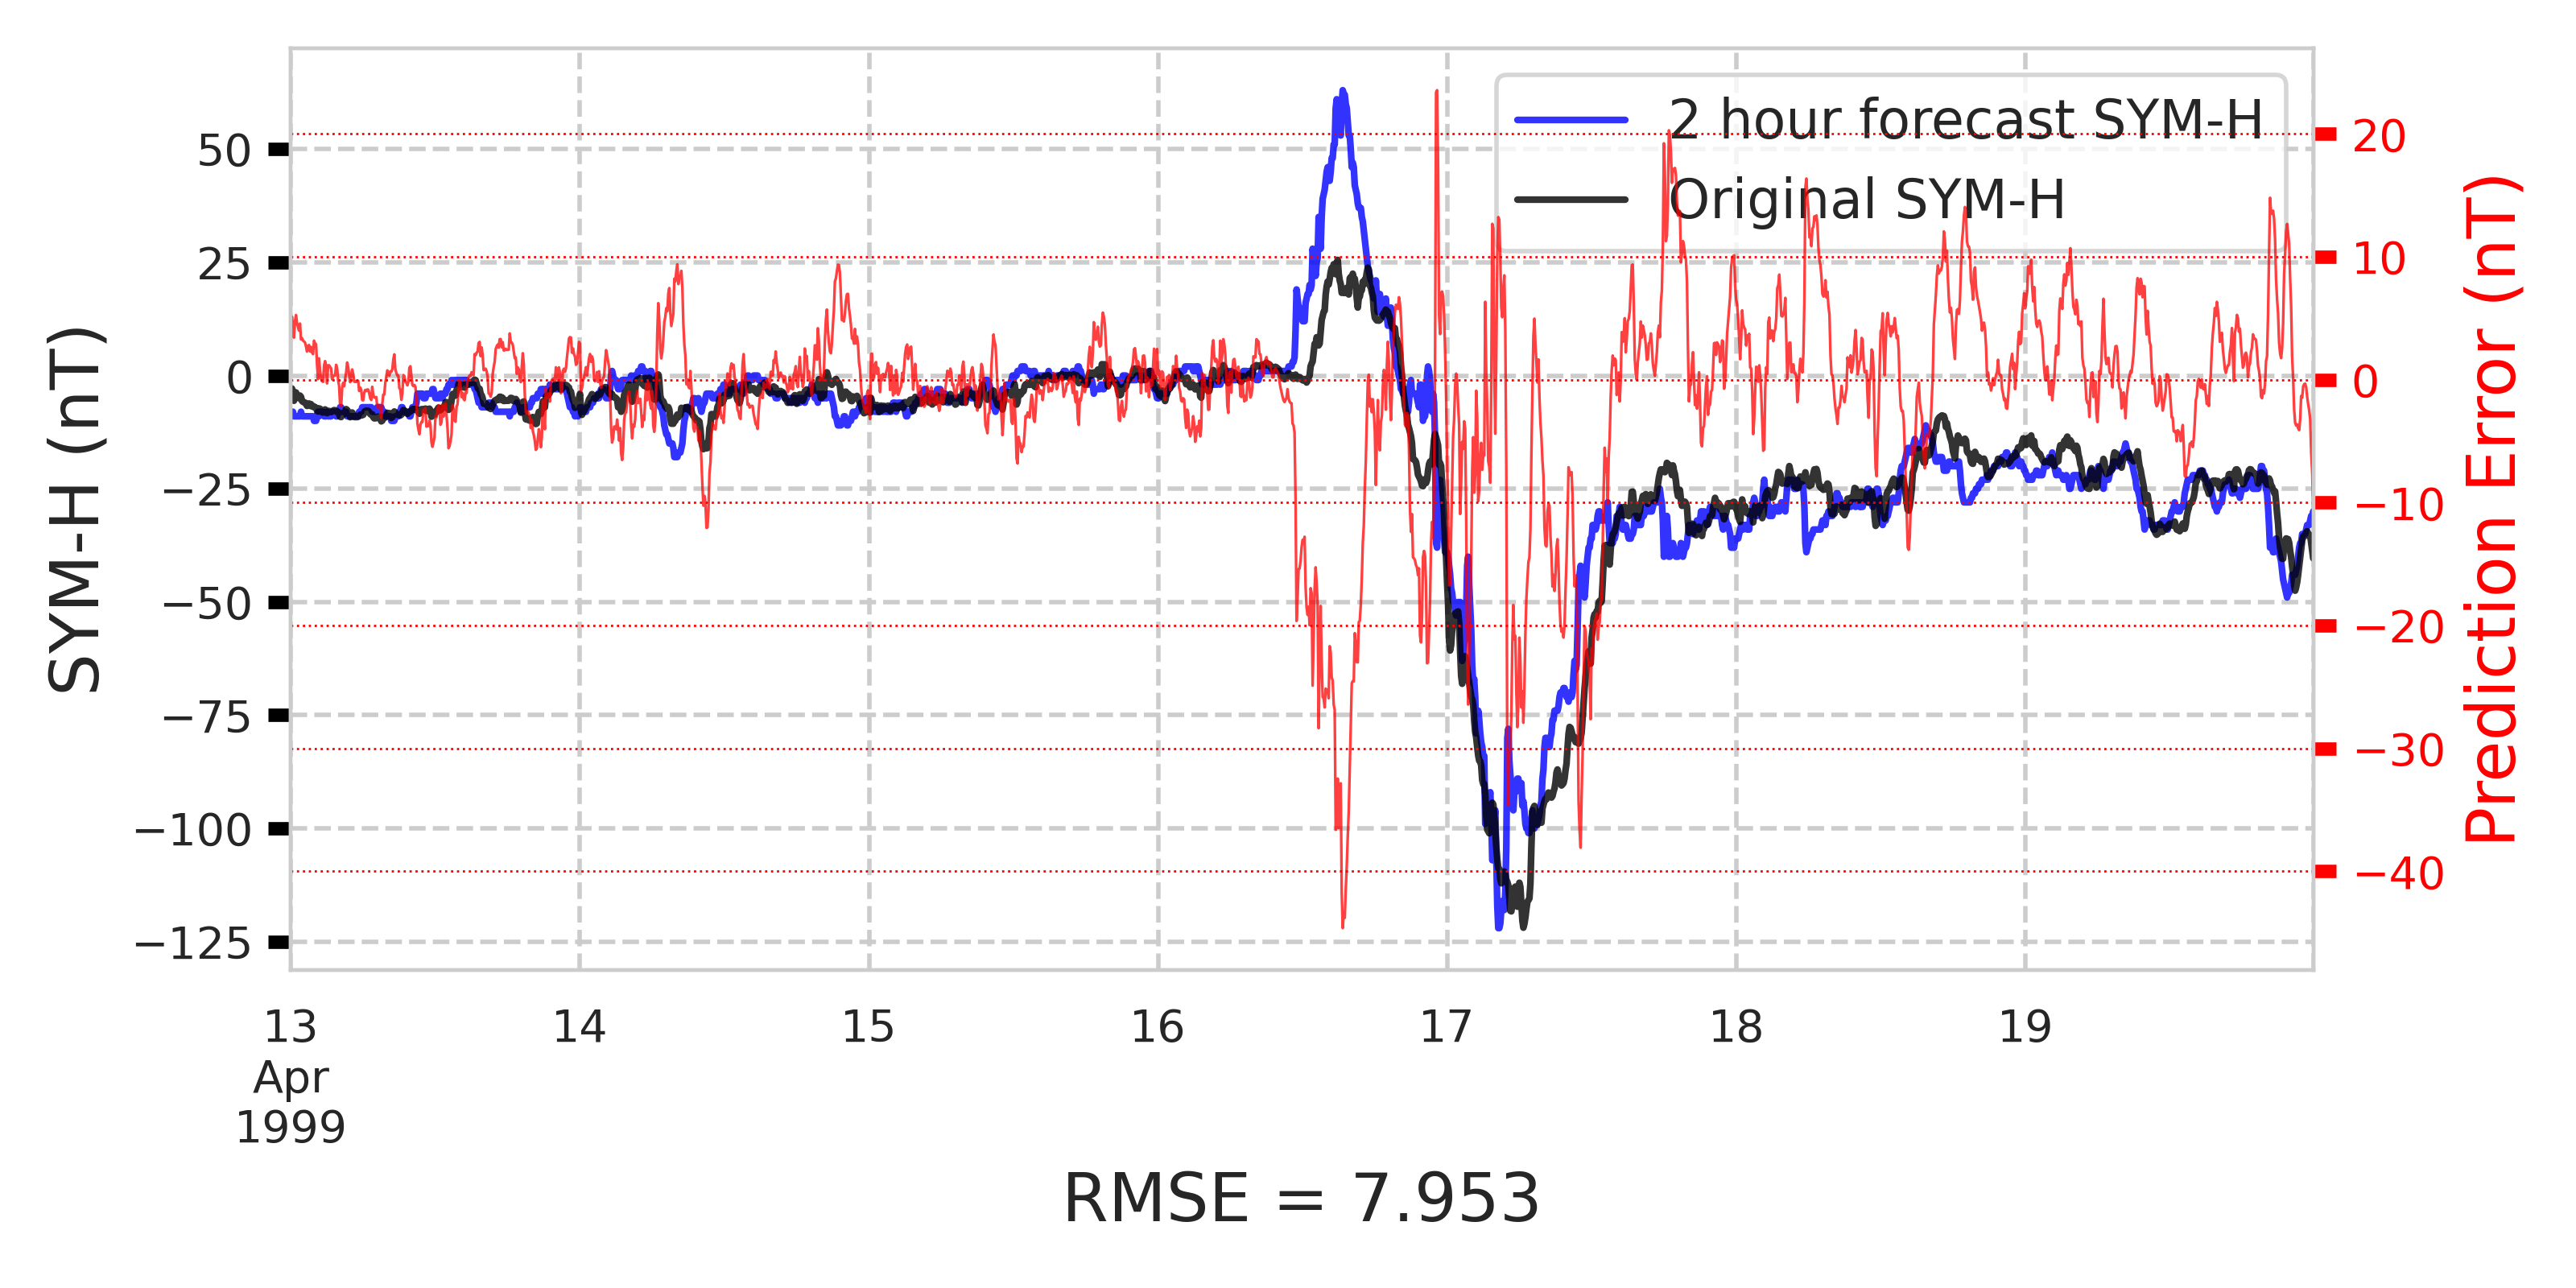 2 hour forecast SYM-H
Original SYM-H
SYM-H (nT)
50
25
0
−25
−50
−75
−100
−125
20
10
0
−10
−20
−30
−40
Prediction Error (nT)
13 14 15 16 17 18 19
Apr
1999
RMSE = 7.953